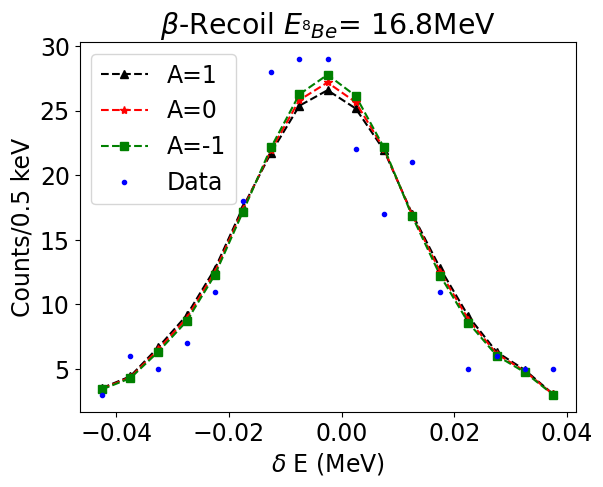 β-Recoil E⁸Be= 16.8MeV
30
25
20
15
10
5
Counts/0.5 keV
A=1
A=0
A=-1
Data
−0.04
−0.02
0.00
0.02
0.04
δ E (MeV)